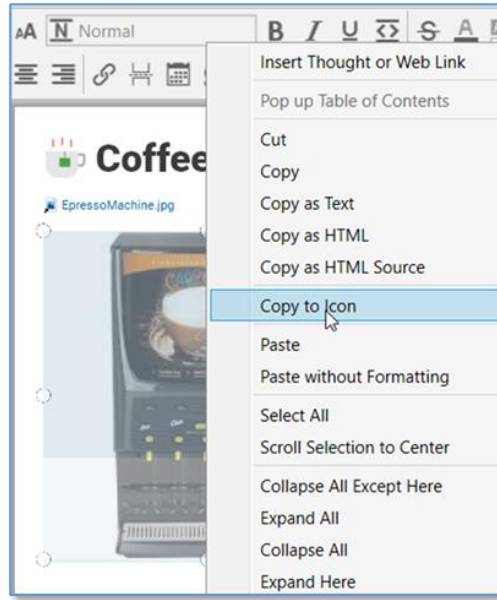 AA N Normal B I U <> S A
Insert Thought or Web Link
Pop up Table of Contents
Cut
Coffee
Copy
EpressoMachine.jpg
Copy as Text
Copy as HTML
Copy as HTML Source
Copy to Icon
Paste
Paste without Formatting
Select All
Scroll Selection to Center
Collapse All Except Here
Expand All
Collapse All
Expand Here